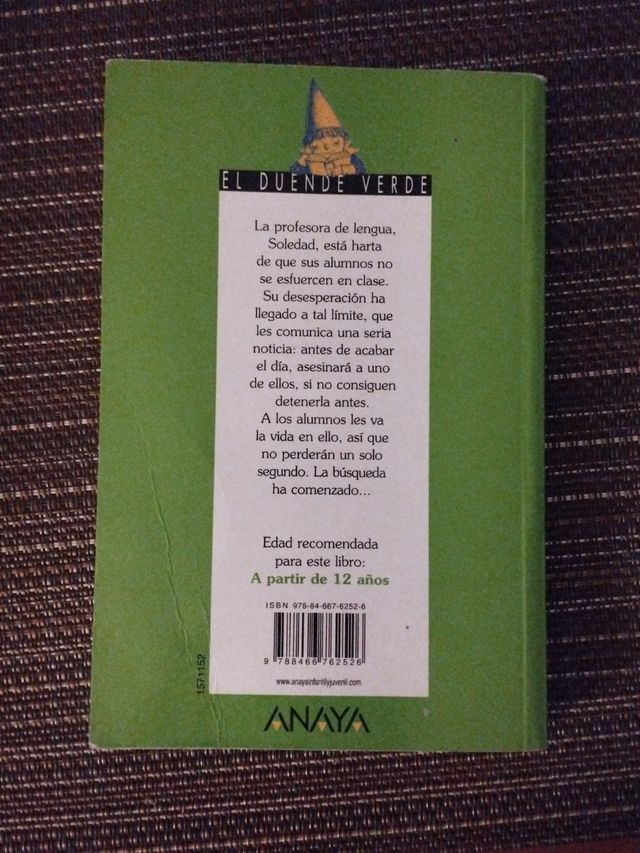 EL DUENDE VERDE
La profesora de lengua,
Soledad, está harta
de que sus alumnos no
se esfuercen en clase.
Su desesperación ha
llegado a tal límite, que
les comunica una seria
noticia: antes de acabar
el día, asesinará a uno
de ellos, si no consiguen
detenerla antes.
A los alumnos les va
la vida en ello, así que
no perderán un solo
segundo. La búsqueda
ha comenzado...
Edad recomendada
para este libro:
A partir de 12 años
ISBN 978-84-667-6252-6
9 788466 762526
www.anayainfantilyjuvenil.com
1571152
ANAYA